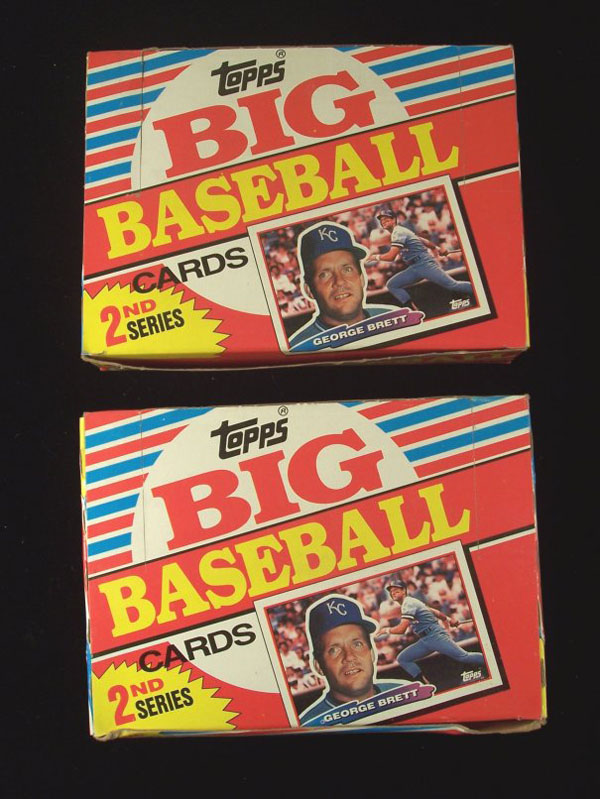 TOPPS®
BIG
BASEBALL
CARDS
2ND
SERIES
KC
GEORGE BRETT
TOPPS
TOPPS®
BIG
BASEBALL
CARDS
2ND
SERIES
KC
GEORGE BRETT
TOPPS